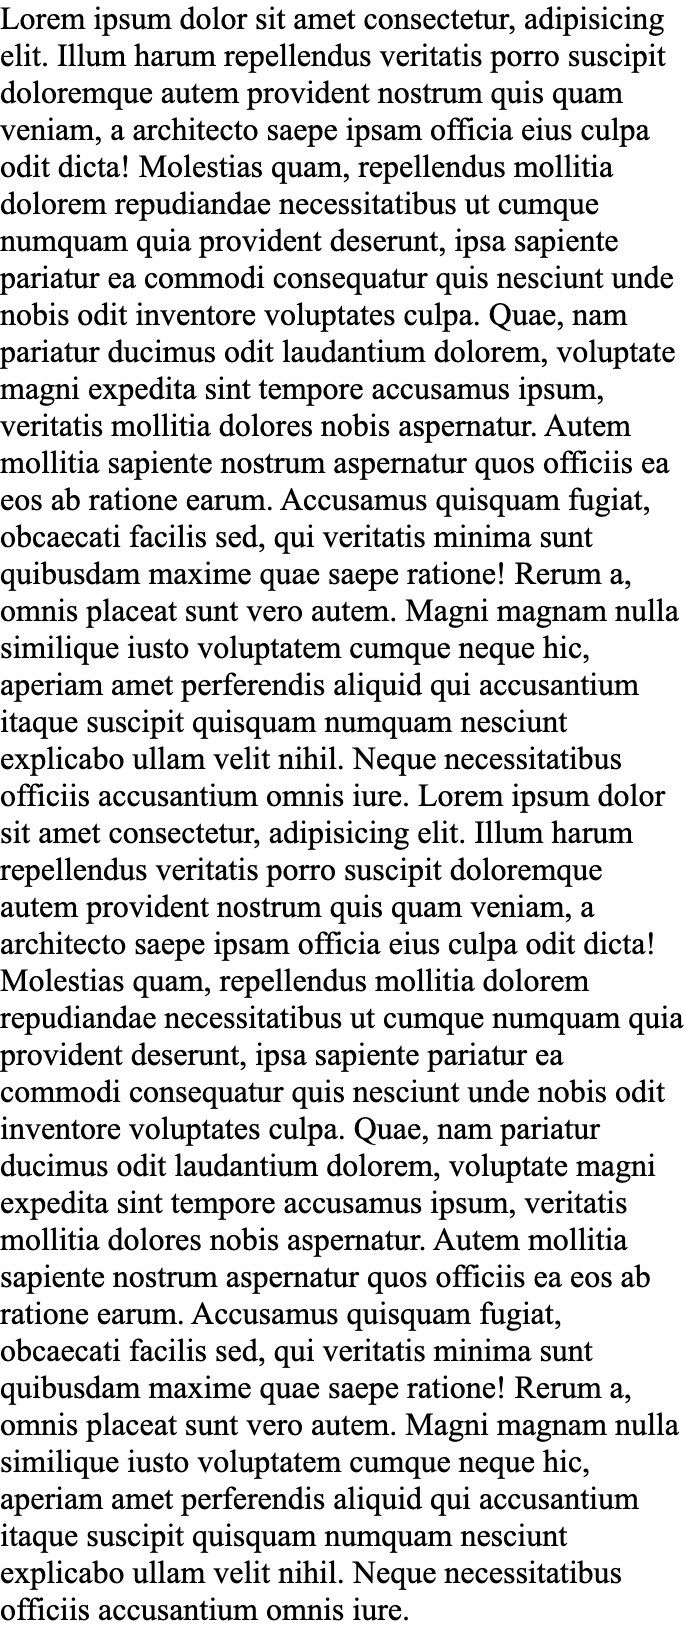 Lorem ipsum dolor sit amet consectetur, adipisicing
elit. Illum harum repellendus veritatis porro suscipit
doloremque autem provident nostrum quis quam
veniam, a architecto saepe ipsam officia eius culpa
odit dicta! Molestias quam, repellendus mollitia
dolorem repudiandae necessitatibus ut cumque
numquam quia provident deserunt, ipsa sapiente
pariatur ea commodi consequatur quis nesciunt unde
nobis odit inventore voluptates culpa. Quae, nam
pariatur ducimus odit laudantium dolorem, voluptate
magni expedita sint tempore accusamus ipsum,
veritatis mollitia dolores nobis aspernatur. Autem
mollitia sapiente nostrum aspernatur quos officiis ea
eos ab ratione earum. Accusamus quisquam fugiat,
obcaecati facilis sed, qui veritatis minima sunt
quibusdam maxime quae saepe ratione! Rerum a,
omnis placeat sunt vero autem. Magni magnam nulla
similique iusto voluptatem cumque neque hic,
aperiam amet perferendis aliquid qui accusantium
itaque suscipit quisquam numquam nesciunt
explicabo ullam velit nihil. Neque necessitatibus
officiis accusantium omnis iure. Lorem ipsum dolor
sit amet consectetur, adipisicing elit. Illum harum
repellendus veritatis porro suscipit doloremque
autem provident nostrum quis quam veniam, a
architecto saepe ipsam officia eius culpa odit dicta!
Molestias quam, repellendus mollitia dolorem
repudiandae necessitatibus ut cumque numquam quia
provident deserunt, ipsa sapiente pariatur ea
commodi consequatur quis nesciunt unde nobis odit
inventore voluptates culpa. Quae, nam pariatur
ducimus odit laudantium dolorem, voluptate magni
expedita sint tempore accusamus ipsum, veritatis
mollitia dolores nobis aspernatur. Autem mollitia
sapiente nostrum aspernatur quos officiis ea eos ab
ratione earum. Accusamus quisquam fugiat,
obcaecati facilis sed, qui veritatis minima sunt
quibusdam maxime quae saepe ratione! Rerum a,
omnis placeat sunt vero autem. Magni magnam nulla
similique iusto voluptatem cumque neque hic,
aperiam amet perferendis aliquid qui accusantium
itaque suscipit quisquam numquam nesciunt
explicabo ullam velit nihil. Neque necessitatibus
officiis accusantium omnis iure.